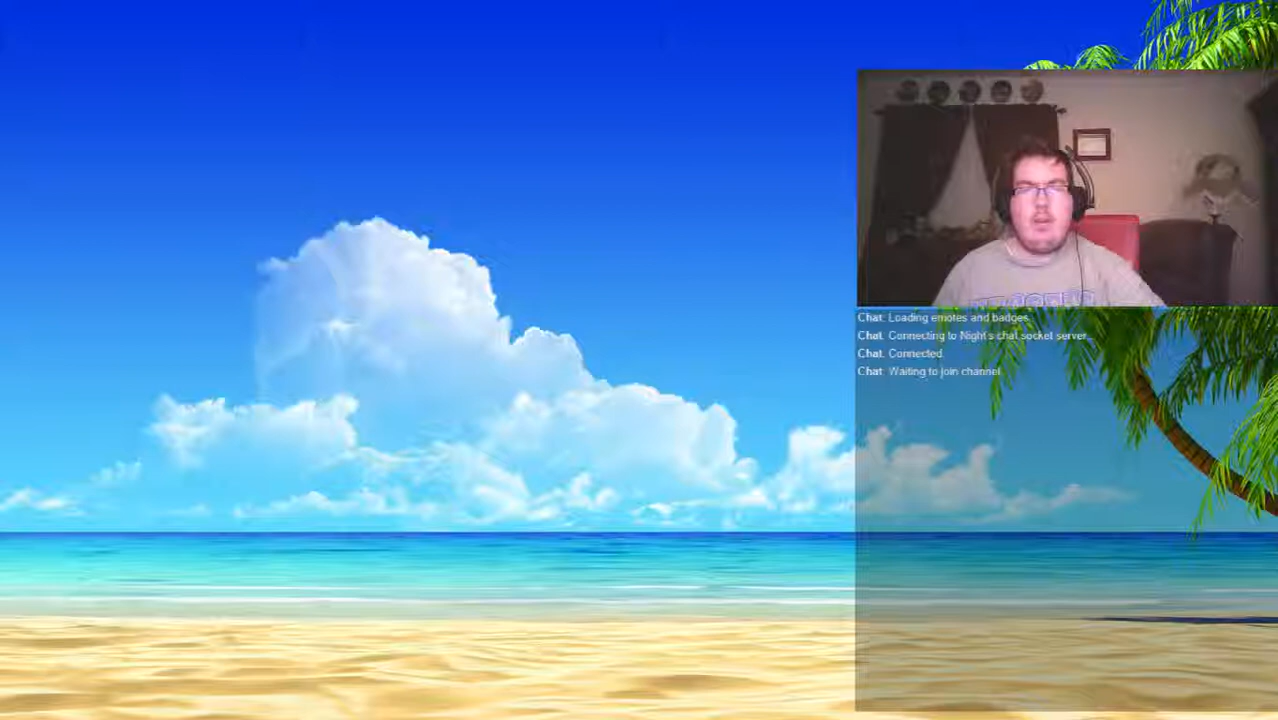 Chat: Loading emotes and badges.
Chat: Connecting to Night's chat socket server..
Chat: Connected.
Chat: Waiting to join channel.